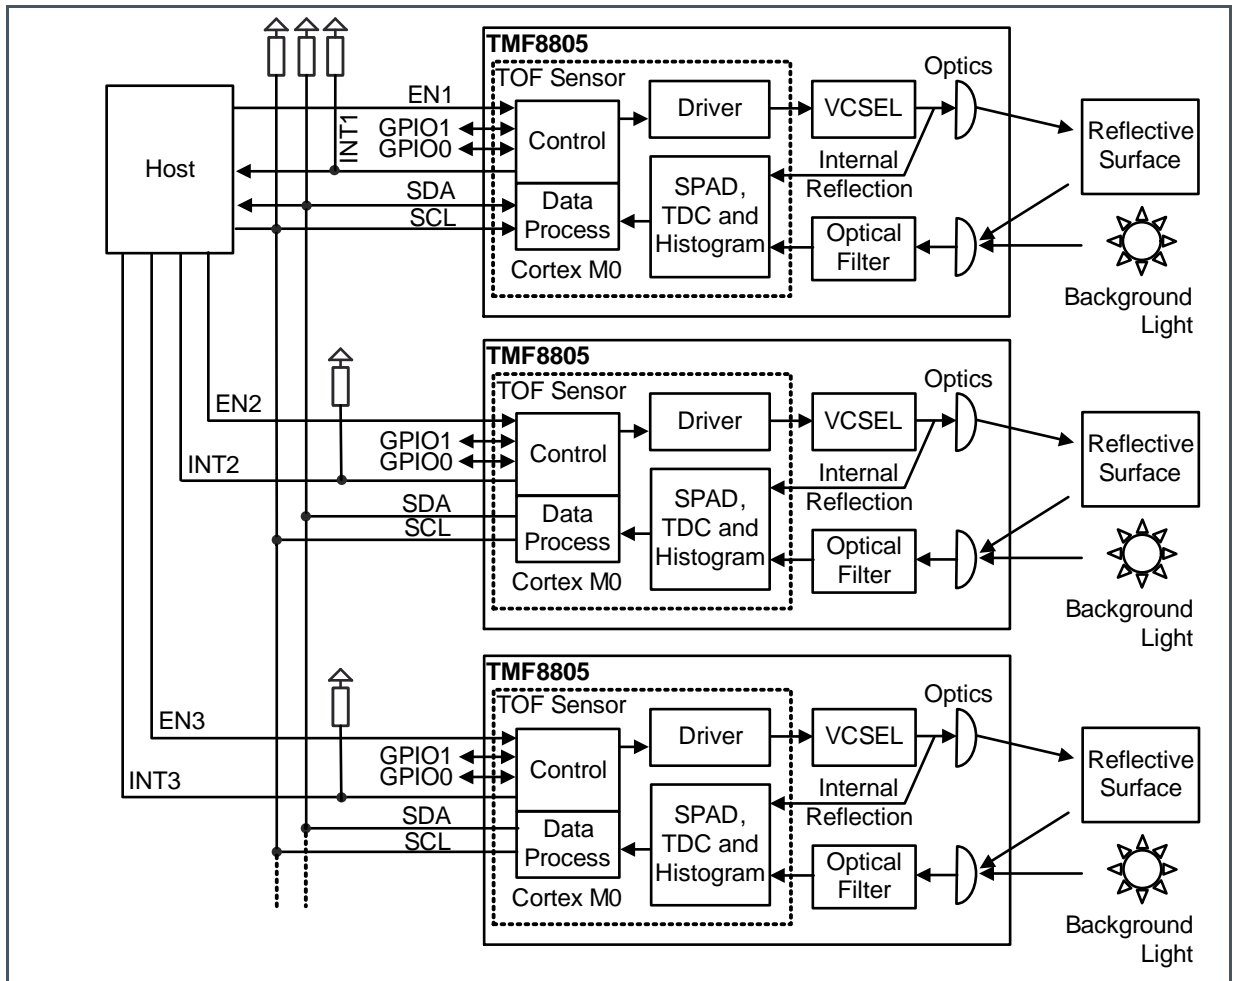 TMF8805
TOF Sensor
Optics
EN1
Driver
VCSEL
GPIO1
GPIO0
INT1
Control
Host
Reflective
Surface
Internal
Reflection
SDA
SCL
Data
Process
SPAD,
TDC and
Histogram
Optical
Filter
Cortex M0
Background
Light
TMF8805
TOF Sensor
Optics
EN2
Driver
VCSEL
GPIO1
GPIO0
Control
Reflective
Surface
INT2
Internal
Reflection
SDA
SCL
Data
Process
SPAD,
TDC and
Histogram
Optical
Filter
Cortex M0
Background
Light
TMF8805
TOF Sensor
Optics
EN3
Driver
VCSEL
GPIO1
GPIO0
Control
Reflective
Surface
INT3
Internal
Reflection
SDA
SCL
Data
Process
SPAD,
TDC and
Histogram
Optical
Filter
Cortex M0
Background
Light